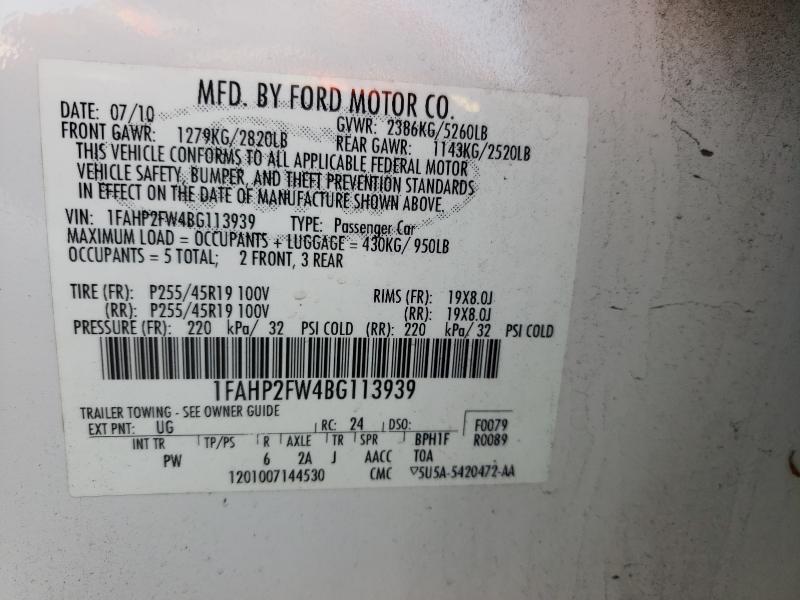 MFD. BY FORD MOTOR CO.
DATE: 07/10 GVWR: 2386KG/5260LB
FRONT GAWR: 1279KG/2820LB REAR GAWR: 1143KG/2520LB
THIS VEHICLE CONFORMS TO ALL APPLICABLE FEDERAL MOTOR
VEHICLE SAFETY, BUMPER, AND THEFT PREVENTION STANDARDS
IN EFFECT ON THE DATE OF MANUFACTURE SHOWN ABOVE.
VIN: 1FAHP2FW4BG113939 TYPE: Passenger Car
MAXIMUM LOAD = OCCUPANTS + LUGGAGE = 430KG/ 950LB
OCCUPANTS = 5 TOTAL; 2 FRONT, 3 REAR
TIRE (FR): P255/45R19 100V RIMS (FR): 19X8.0J
(RR): P255/45R19 100V (RR): 19X8.0J
PRESSURE (FR): 220 kPa/ 32 PSI COLD (RR): 220 kPa/ 32 PSI COLD
1FAHP2FW4BG113939
TRAILER TOWING - SEE OWNER GUIDE
EXT PNT: UG RC: 24 DSO: F0079
INT TR TP/PS R AXLE TR SPR BPH1F R0089
PW 6 2A J AACC TOA
1201007144530 CMC ▽5U5A-5420472-AA